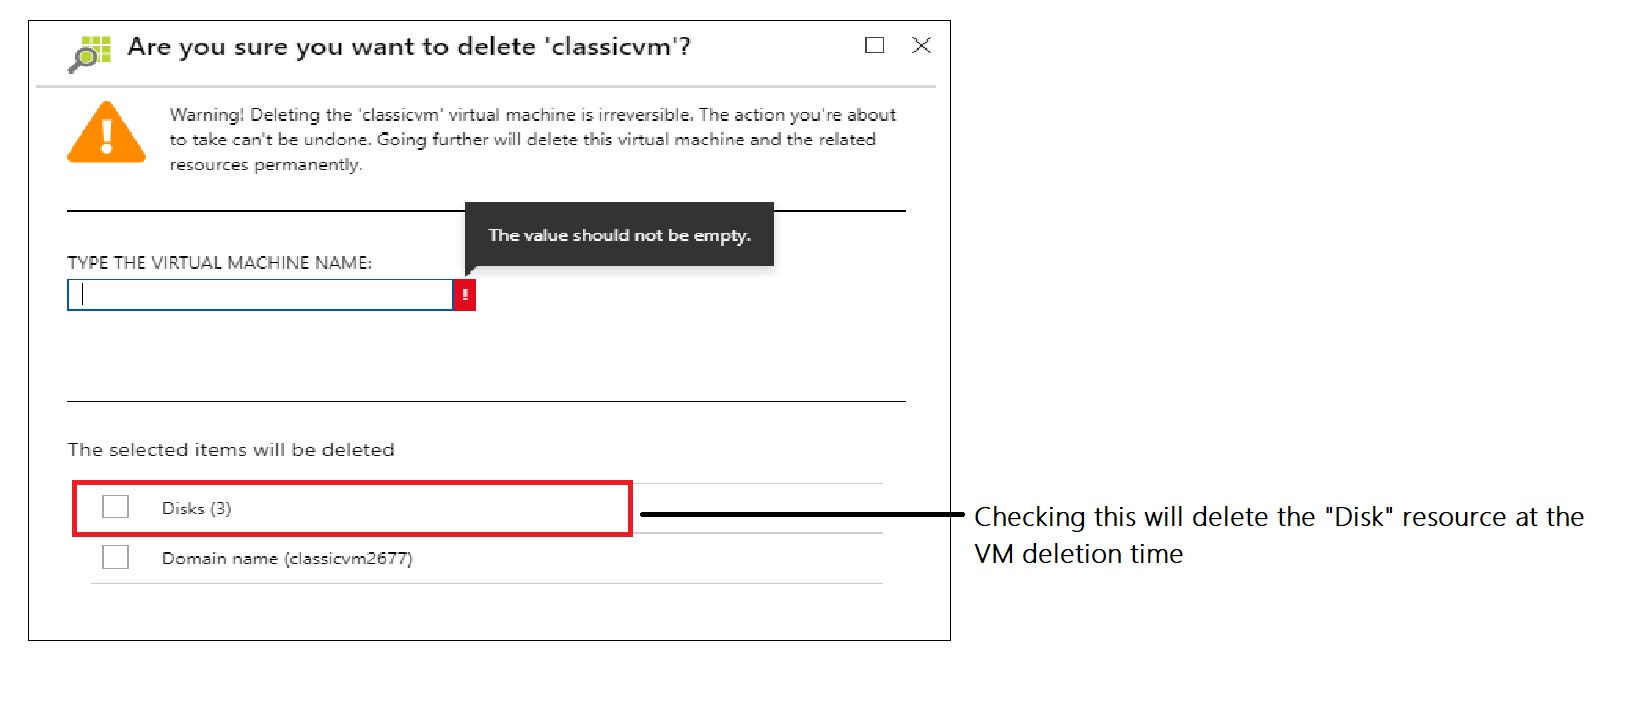 Are you sure you want to delete 'classicvm'?
Warning! Deleting the 'classicvm' virtual machine is irreversible. The action you're about
to take can't be undone. Going further will delete this virtual machine and the related
resources permanently.
The value should not be empty.
TYPE THE VIRTUAL MACHINE NAME:
The selected items will be deleted
Disks (3)
Checking this will delete the "Disk" resource at the
VM deletion time
Domain name (classicvm2677)